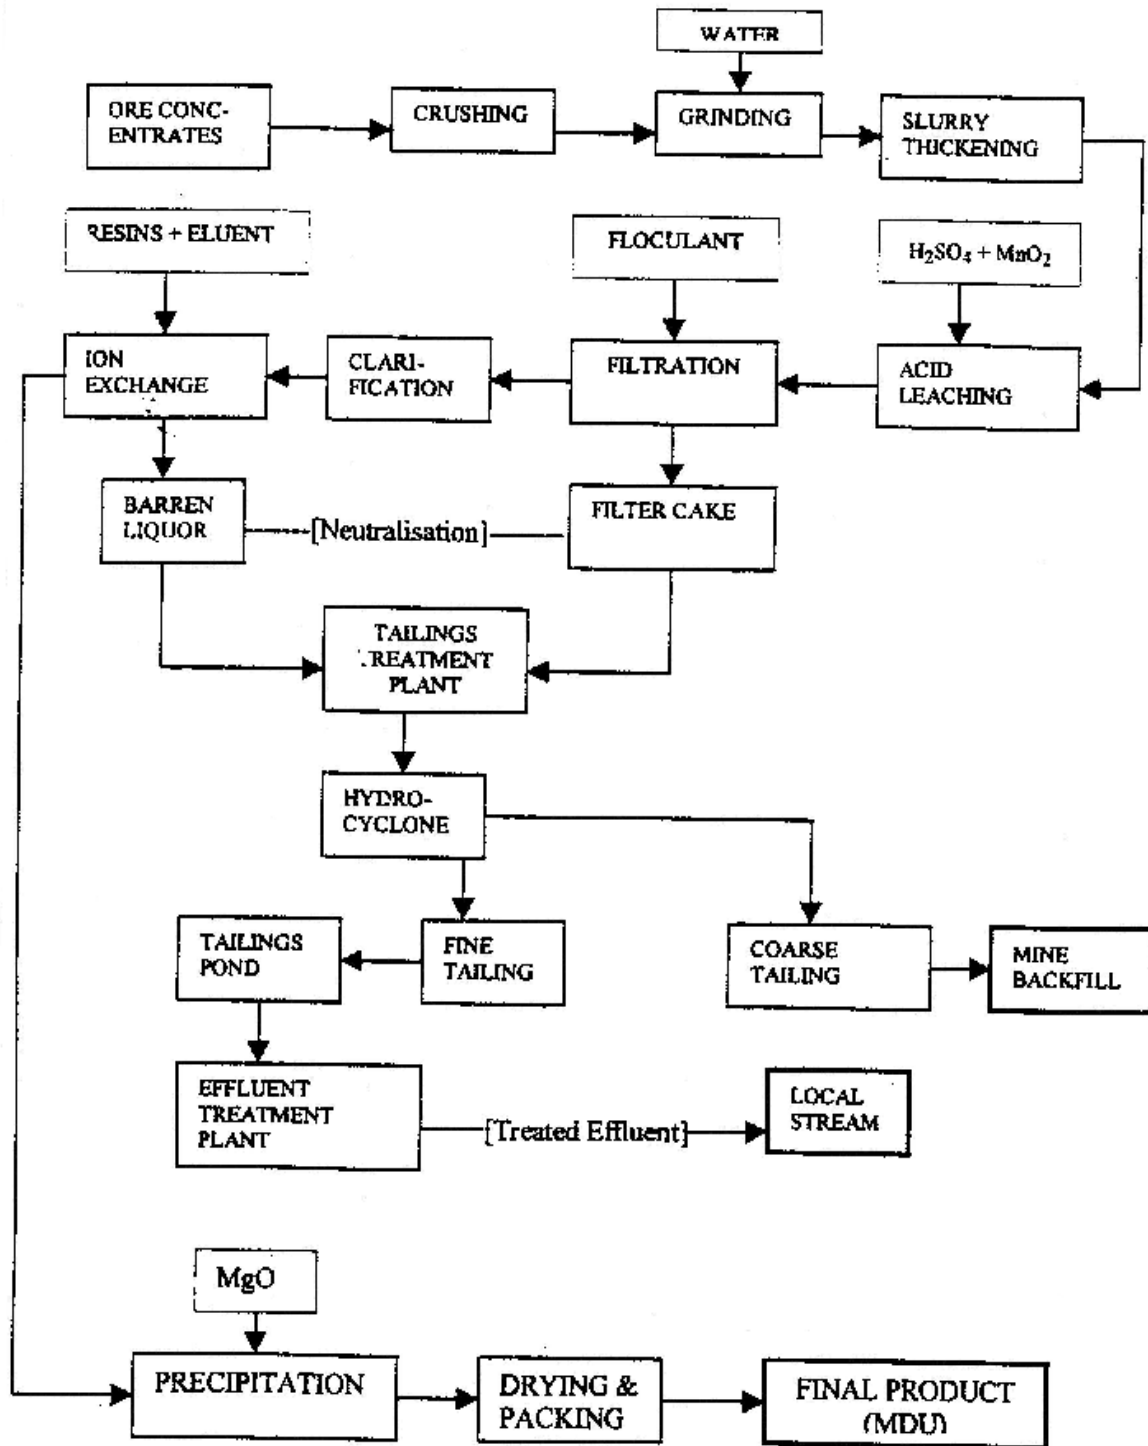 WATER
ORE CONC-
ENTRATES
CRUSHING
GRINDING
SLURRY
THICKENING
RESINS + ELUENT
FLOCULANT
H₂SO₄ + MnO₂
ION
EXCHANGE
CLARI-
FICATION
FILTRATION
ACID
LEACHING
BARREN
LIQUOR
[Neutralisation]
FILTER CAKE
TAILINGS
TREATMENT
PLANT
HYDRO-
CYCLONE
TAILINGS
POND
FINE
TAILING
COARSE
TAILING
MINE
BACKFILL
EFFLUENT
TREATMENT
PLANT
[Treated Effluent]
LOCAL
STREAM
MgO
PRECIPITATION
DRYING &
PACKING
FINAL PRODUCT
(MDU)